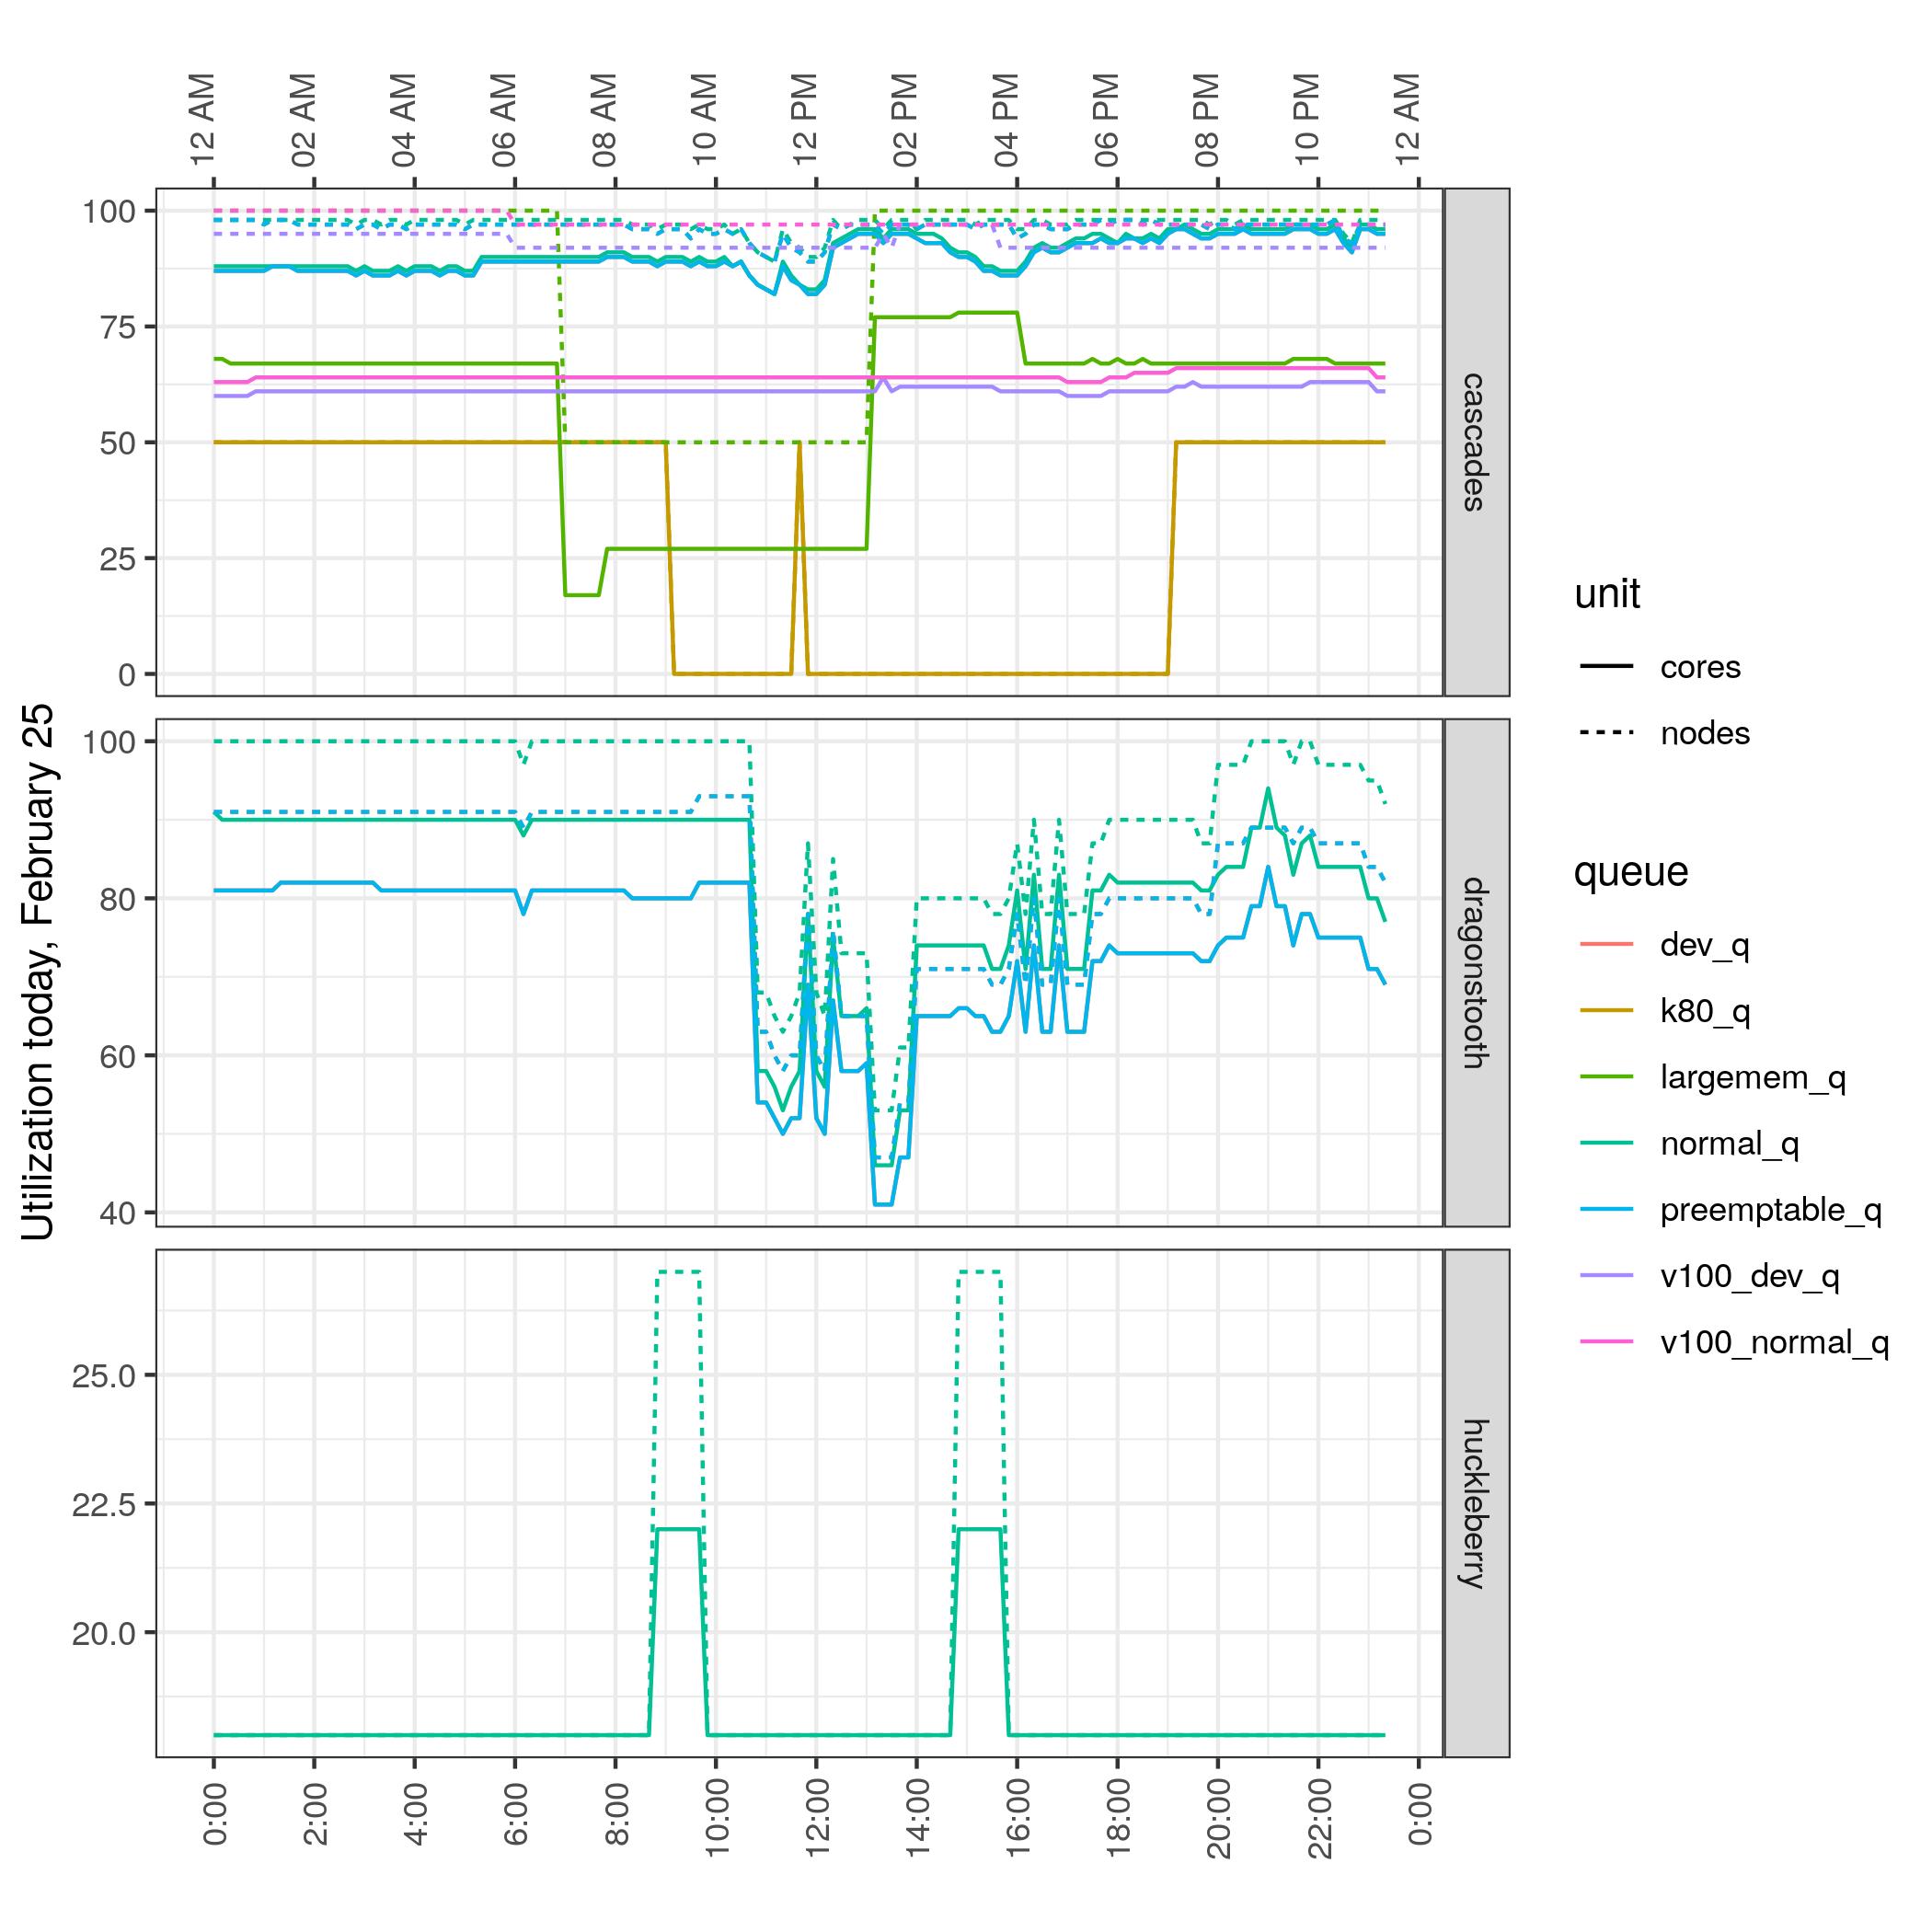 12 AM
02 AM
04 AM
06 AM
08 AM
10 AM
12 PM
02 PM
04 PM
06 PM
08 PM
10 PM
12 AM
Utilization today, February 25
100
75
50
25
0
cascades
100
80
60
40
dragonstooth
25.0
22.5
20.0
huckleberry
0:00
2:00
4:00
6:00
8:00
10:00
12:00
14:00
16:00
18:00
20:00
22:00
0:00
unit
cores
nodes
queue
dev_q
k80_q
largemem_q
normal_q
preemptable_q
v100_dev_q
v100_normal_q